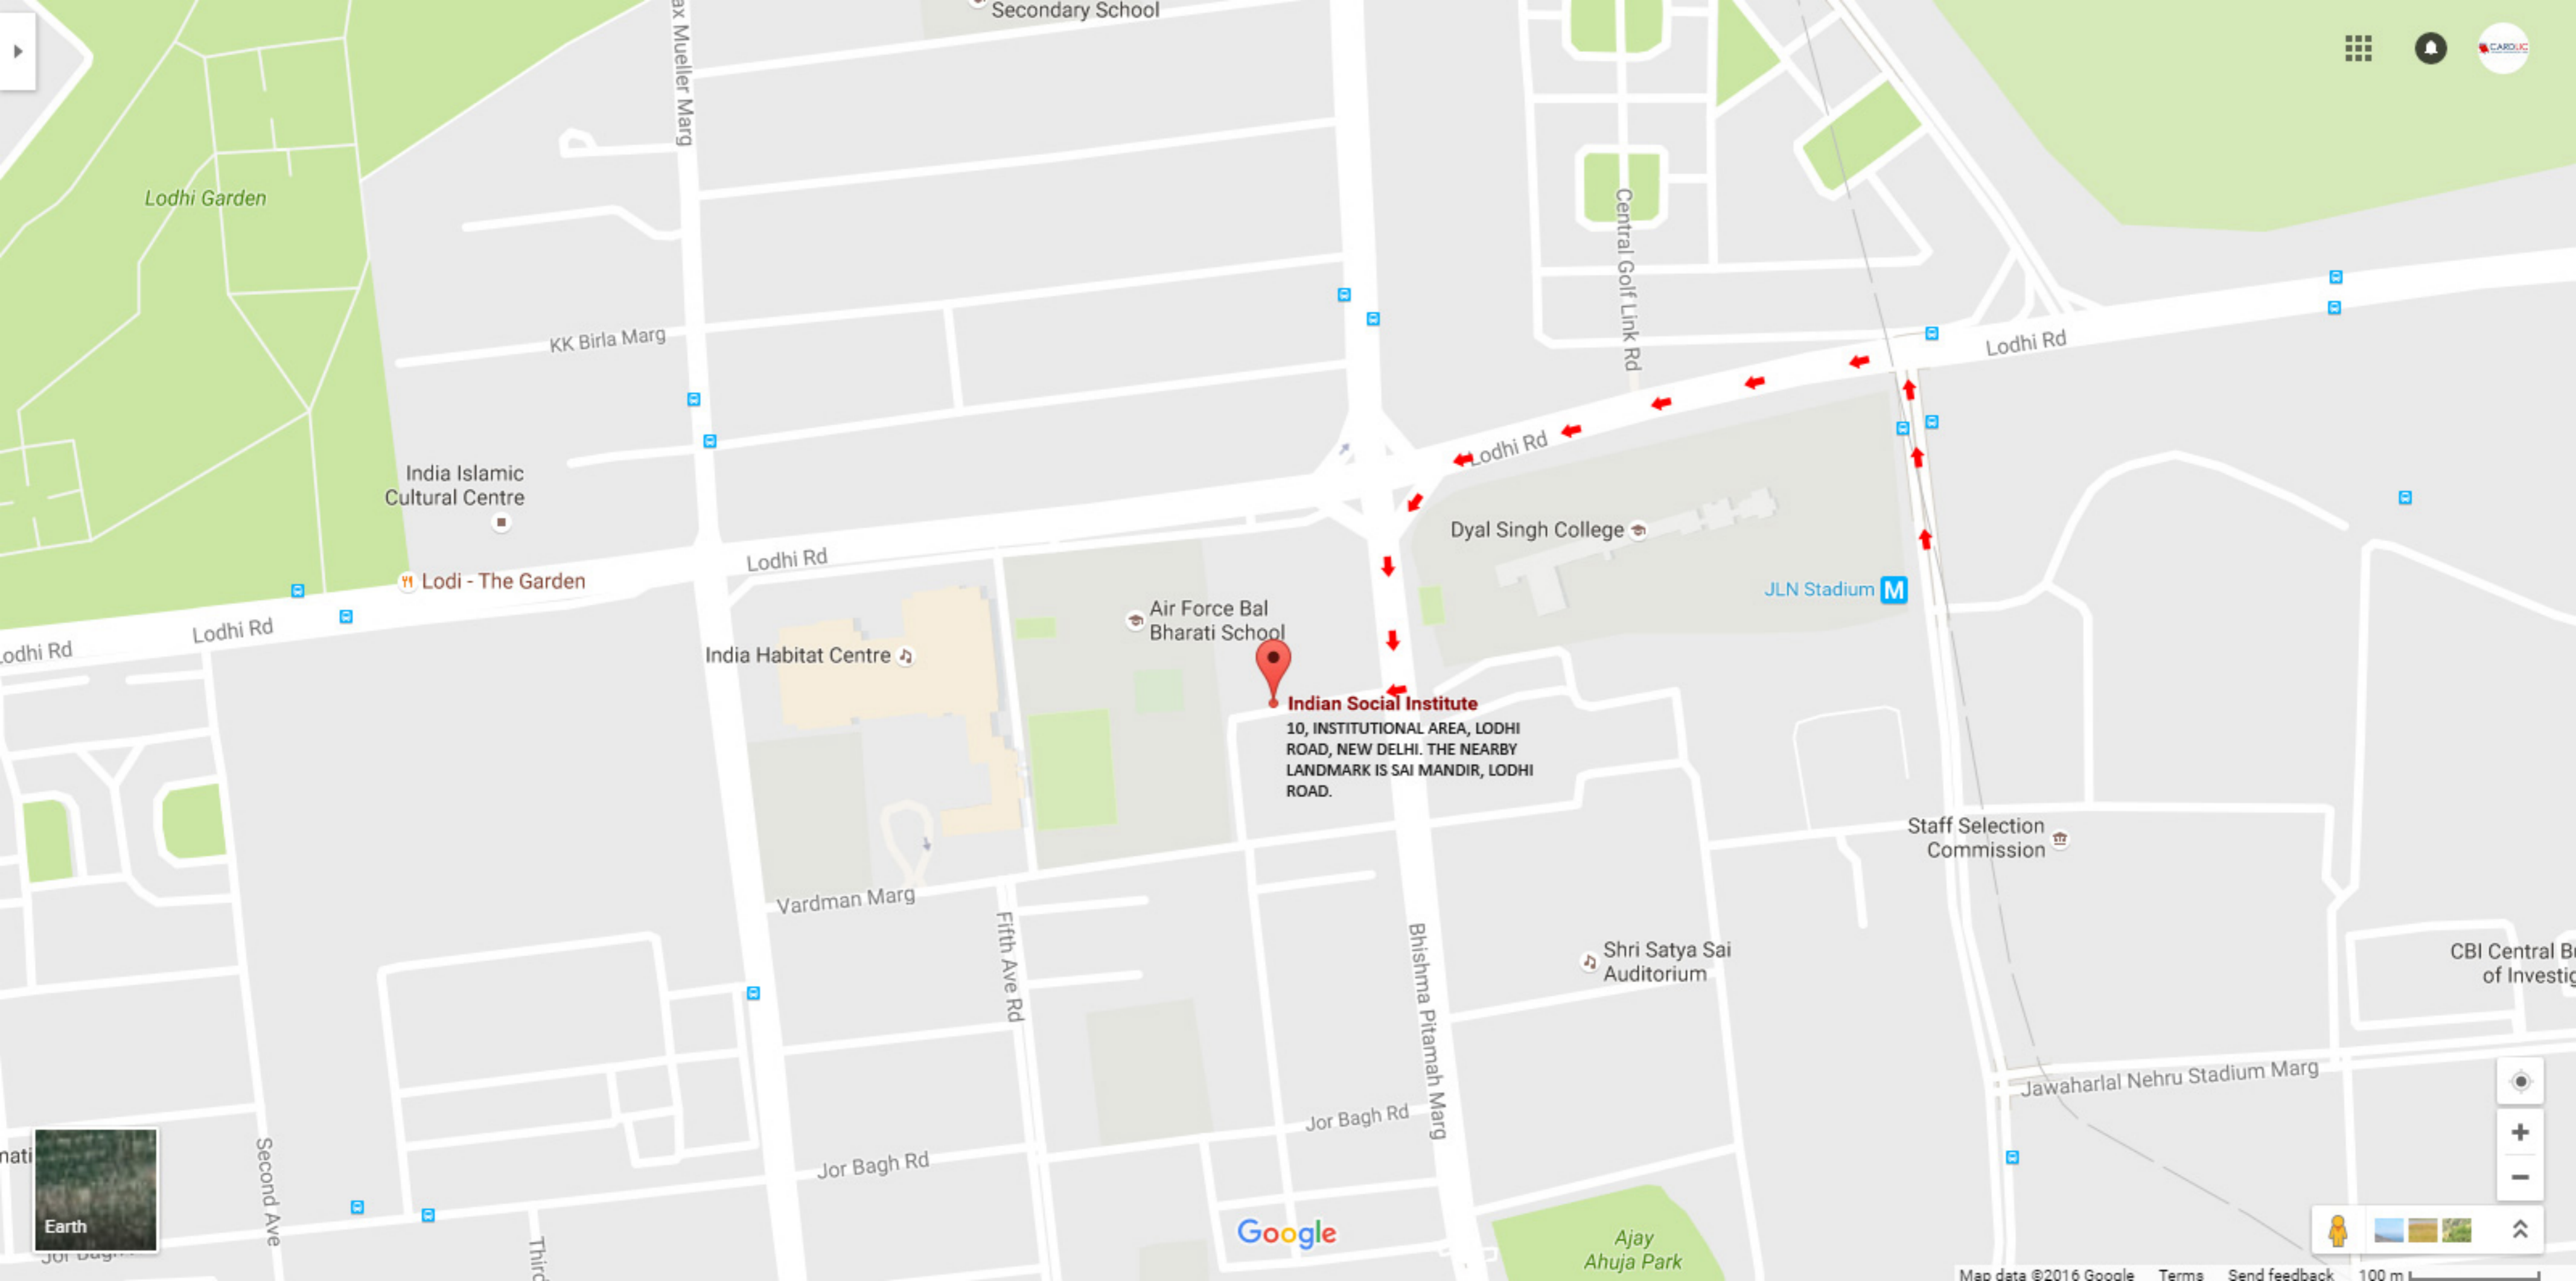 Secondary School
ax Mueller Marg
CARDLIC
Lodhi Garden
Central Golf Link Rd
KK Birla Marg
Lodhi Rd
Lodhi Rd
India Islamic
Cultural Centre
Dyal Singh College
Lodhi Rd
Lodi - The Garden
JLN Stadium M
Air Force Bal
Bharati School
Lodhi Rd
odhi Rd
India Habitat Centre
Indian Social Institute
10, INSTITUTIONAL AREA, LODHI
ROAD, NEW DELHI. THE NEARBY
LANDMARK IS SAI MANDIR, LODHI
ROAD.
Staff Selection
Commission
Vardman Marg
Fifth Ave Rd
Bhishma Pitamah Marg
Shri Satya Sai
Auditorium
CBI Central B
of Investig
Jawaharlal Nehru Stadium Marg
Jor Bagh Rd
Jor Bagh Rd
Second Ave
nati
Earth
Third
Google
Ajay
Ahuja Park
Map data ©2016 Google Terms Send feedback 100 m